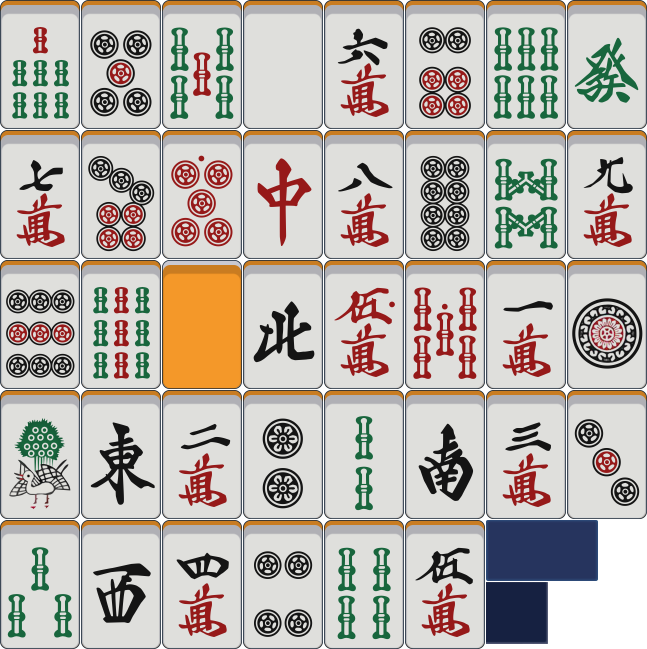 六萬 發
七萬 中 八萬 九萬
北 伍萬 一萬
東 二萬 南 三萬
西 四萬 伍萬